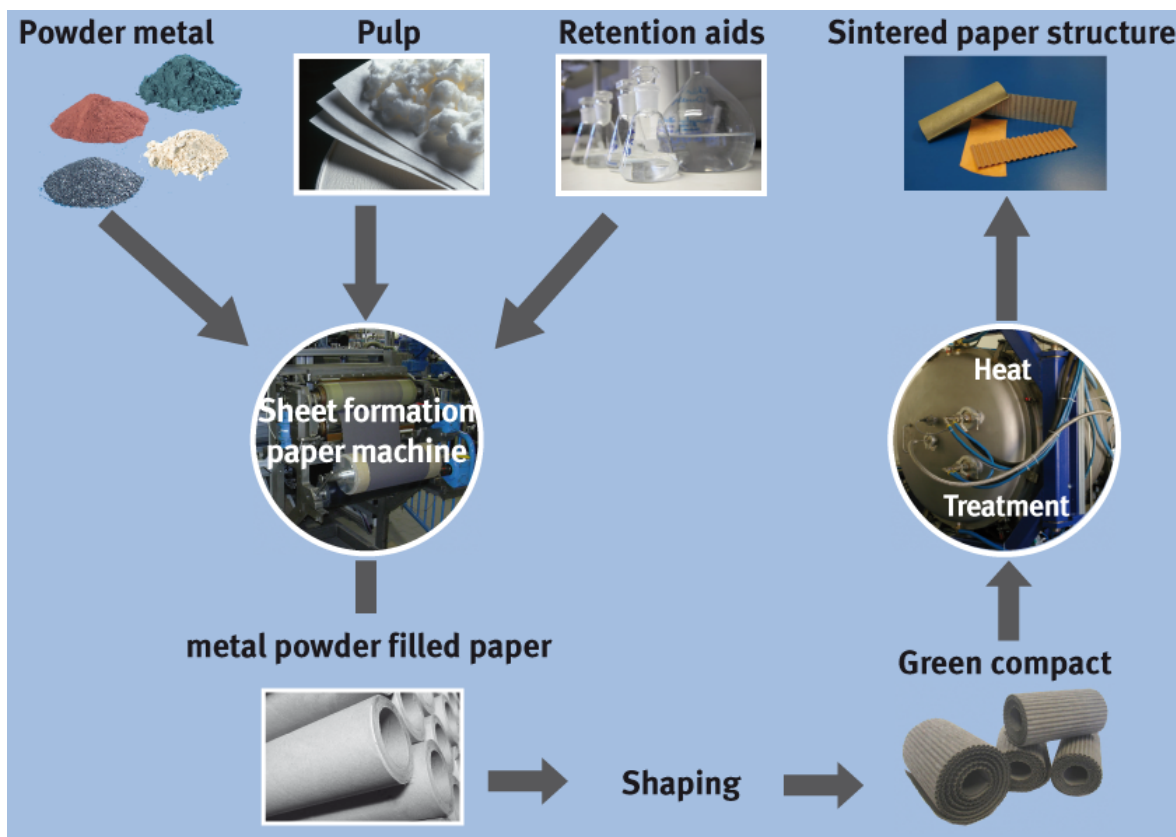 Powder metal
Pulp
Retention aids
Sintered paper structure
Sheet formation
paper machine
Heat
Treatment
metal powder filled paper
Green compact
Shaping